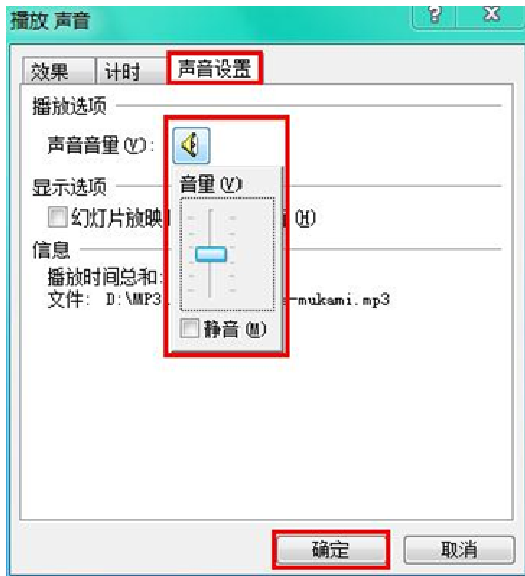 播放 声音
效果 计时 声音设置
播放选项
声音音量(V):
音量(V)
显示选项
幻灯片放映 (H)
信息
播放时间总和:
文件: D:\MP3 -mukami.mp3
静音(M)
确定 取消